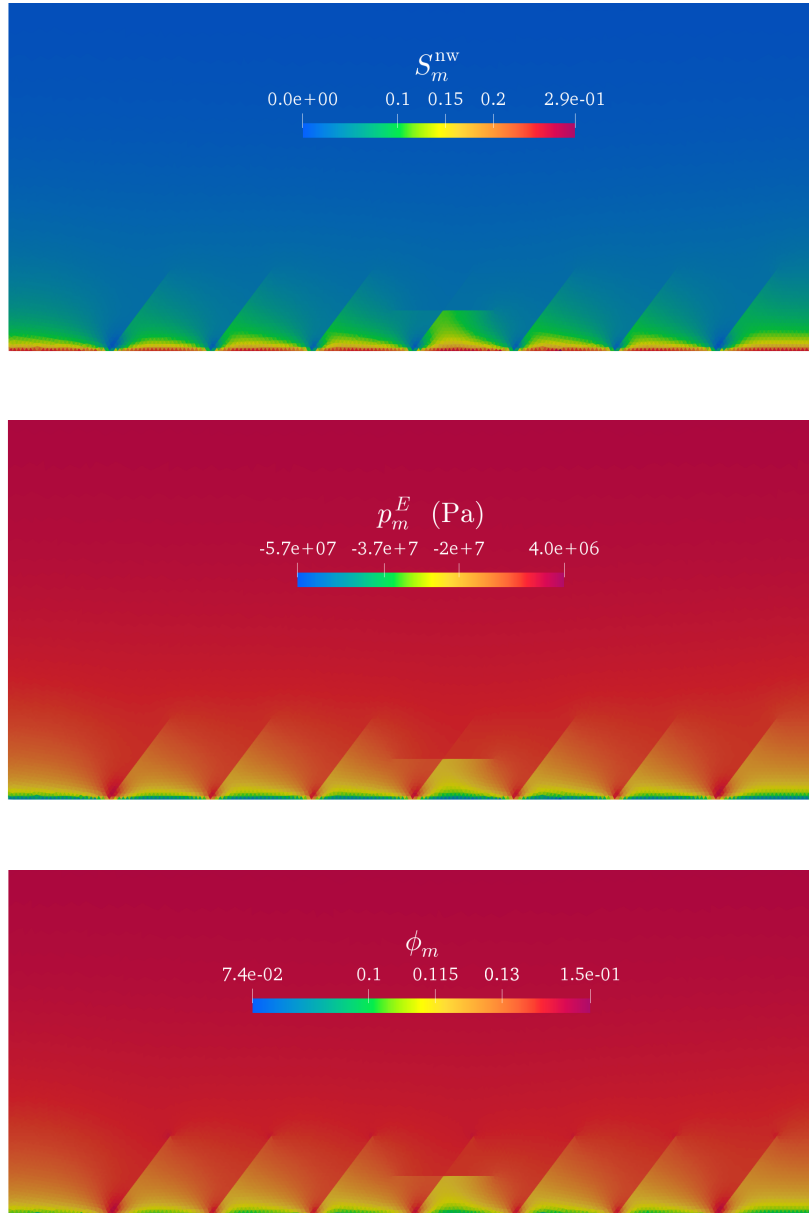 S_m^nw
0.0e+00 0.1 0.15 0.2 2.9e-01
p_m^E (Pa)
-5.7e+07 -3.7e+7 -2e+7 4.0e+06
ϕ_m
7.4e-02 0.1 0.115 0.13 1.5e-01